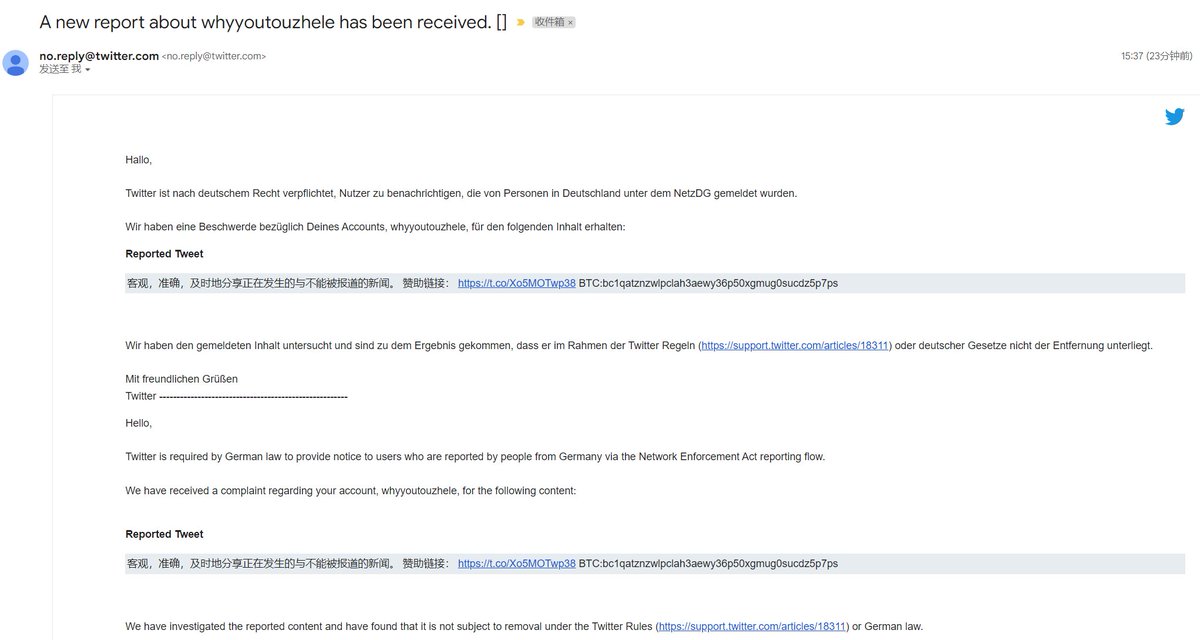 A new report about whyyoutouzhele has been received. []
收件箱 ×
no.reply@twitter.com <no.reply@twitter.com>
15:37 (23分钟前)
发送至 我
Hallo,
Twitter ist nach deutschem Recht verpflichtet, Nutzer zu benachrichtigen, die von Personen in Deutschland unter dem NetzDG gemeldet wurden.
Wir haben eine Beschwerde bezüglich Deines Accounts, whyyoutouzhele, für den folgenden Inhalt erhalten:
Reported Tweet
客观，准确，及时地分享正在发生的与不能被报道的新闻。 赞助链接： https://t.co/Xo5MOTwp38 BTC:bc1qatznzwlpclah3aewy36p50xgmug0sucdz5p7ps
Wir haben den gemeldeten Inhalt untersucht und sind zu dem Ergebnis gekommen, dass er im Rahmen der Twitter Regeln (https://support.twitter.com/articles/18311) oder deutscher Gesetze nicht der Entfernung unterliegt.
Mit freundlichen Grüßen
Twitter ------------------------------------------------------
Hello,
Twitter is required by German law to provide notice to users who are reported by people from Germany via the Network Enforcement Act reporting flow.
We have received a complaint regarding your account, whyyoutouzhele, for the following content:
Reported Tweet
客观，准确，及时地分享正在发生的与不能被报道的新闻。 赞助链接： https://t.co/Xo5MOTwp38 BTC:bc1qatznzwlpclah3aewy36p50xgmug0sucdz5p7ps
We have investigated the reported content and have found that it is not subject to removal under the Twitter Rules (https://support.twitter.com/articles/18311) or German law.